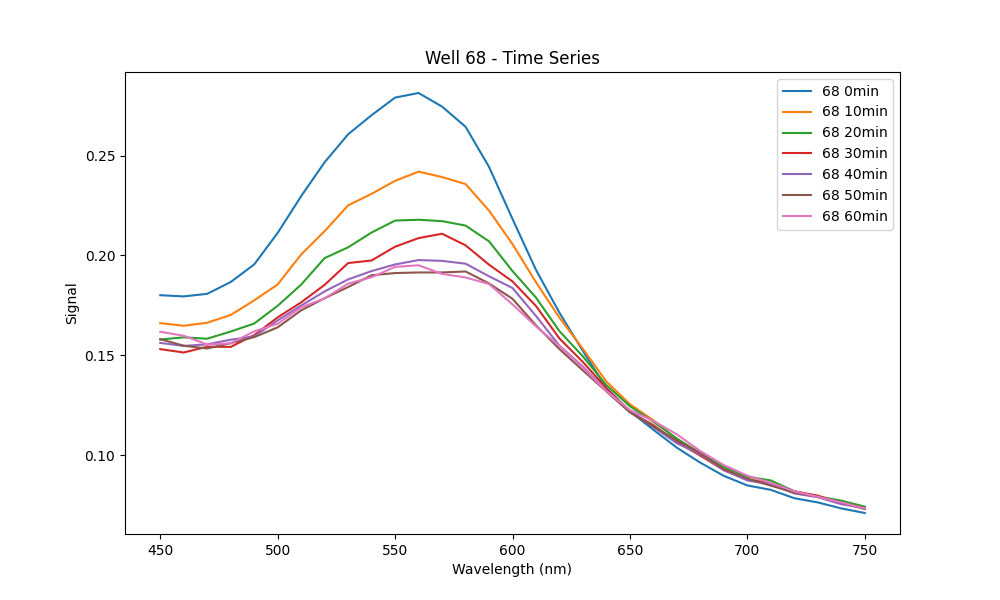 Well 68 - Time Series
Signal
0.25
0.20
0.15
0.10
68 0min
68 10min
68 20min
68 30min
68 40min
68 50min
68 60min
450 500 550 600 650 700 750
Wavelength (nm)